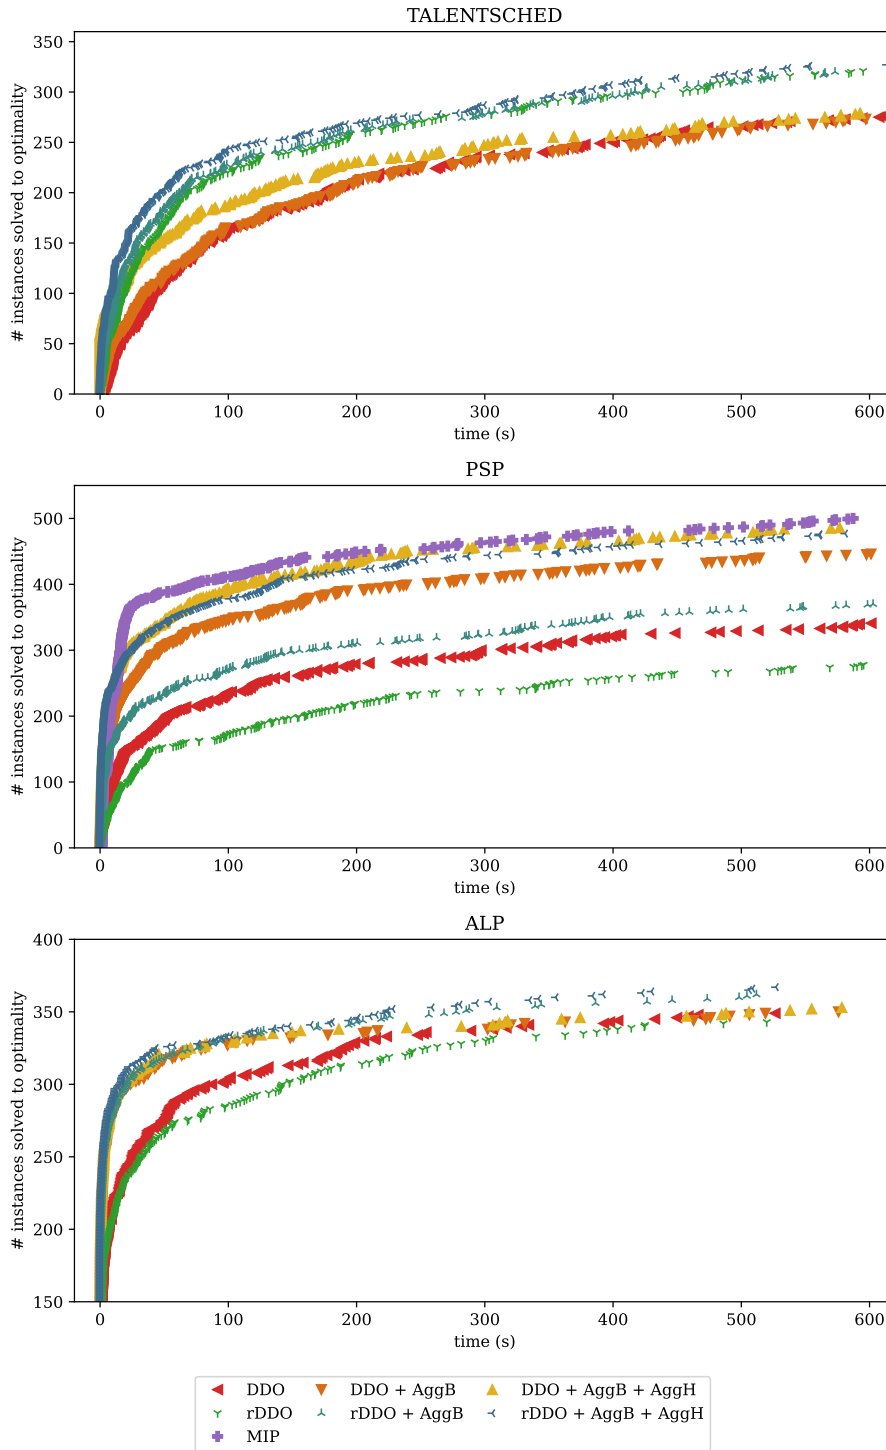 TALENTSCHED
350
300
250
200
150
100
50
0
# instances solved to optimality
0 100 200 300 400 500 600
time (s)
PSP
500
400
300
200
100
0
# instances solved to optimality
0 100 200 300 400 500 600
time (s)
ALP
400
350
300
250
200
150
# instances solved to optimality
0 100 200 300 400 500 600
time (s)
DDO DDO + AggB DDO + AggB + AggH
rDDO rDDO + AggB rDDO + AggB + AggH
MIP